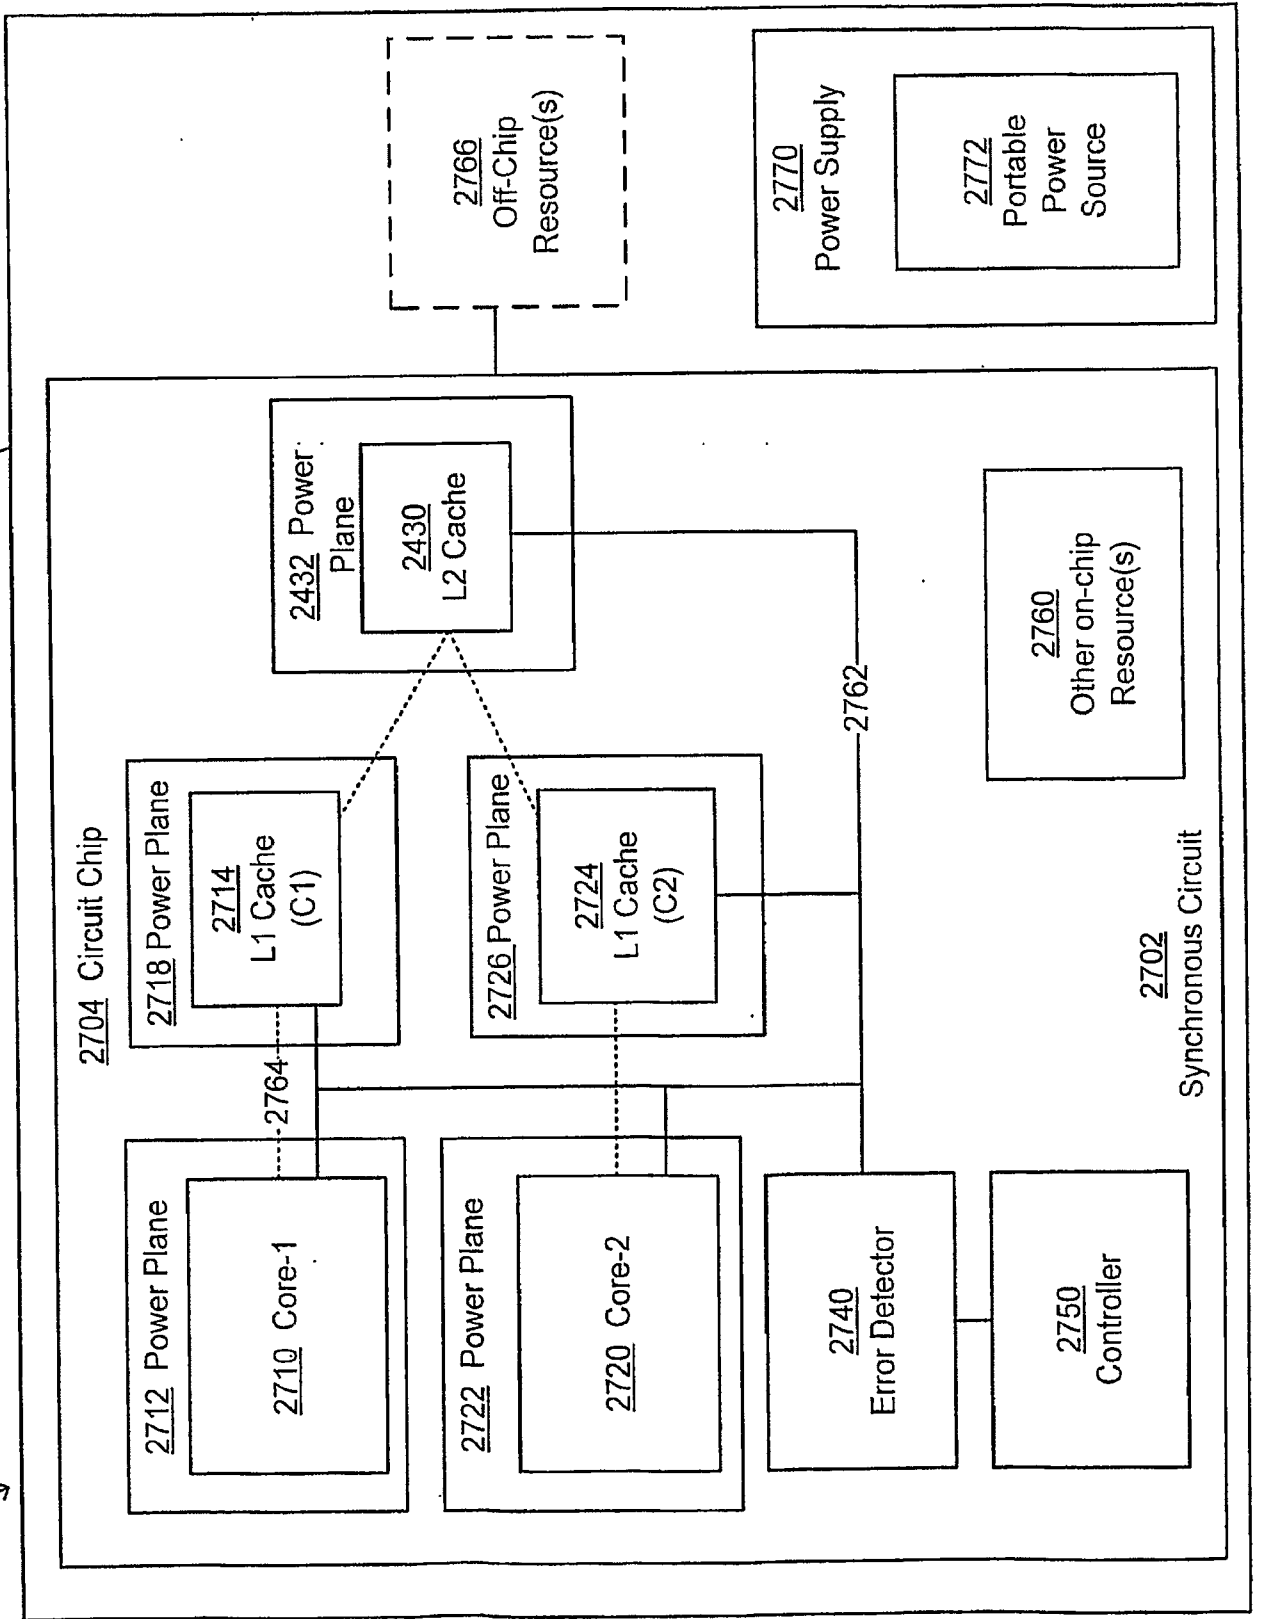 2704 Circuit Chip
2712 Power Plane
2710 Core-1
2764
2718 Power Plane
2714
L1 Cache
(C1)
2432 Power
Plane
2430
L2 Cache
2722 Power Plane
2720 Core-2
2726 Power Plane
2724
L1 Cache
(C2)
2762
2740
Error Detector
2750
Controller
2760
Other on-chip
Resource(s)
2702
Synchronous Circuit
2766
Off-Chip
Resource(s)
2770
Power Supply
2772
Portable
Power
Source